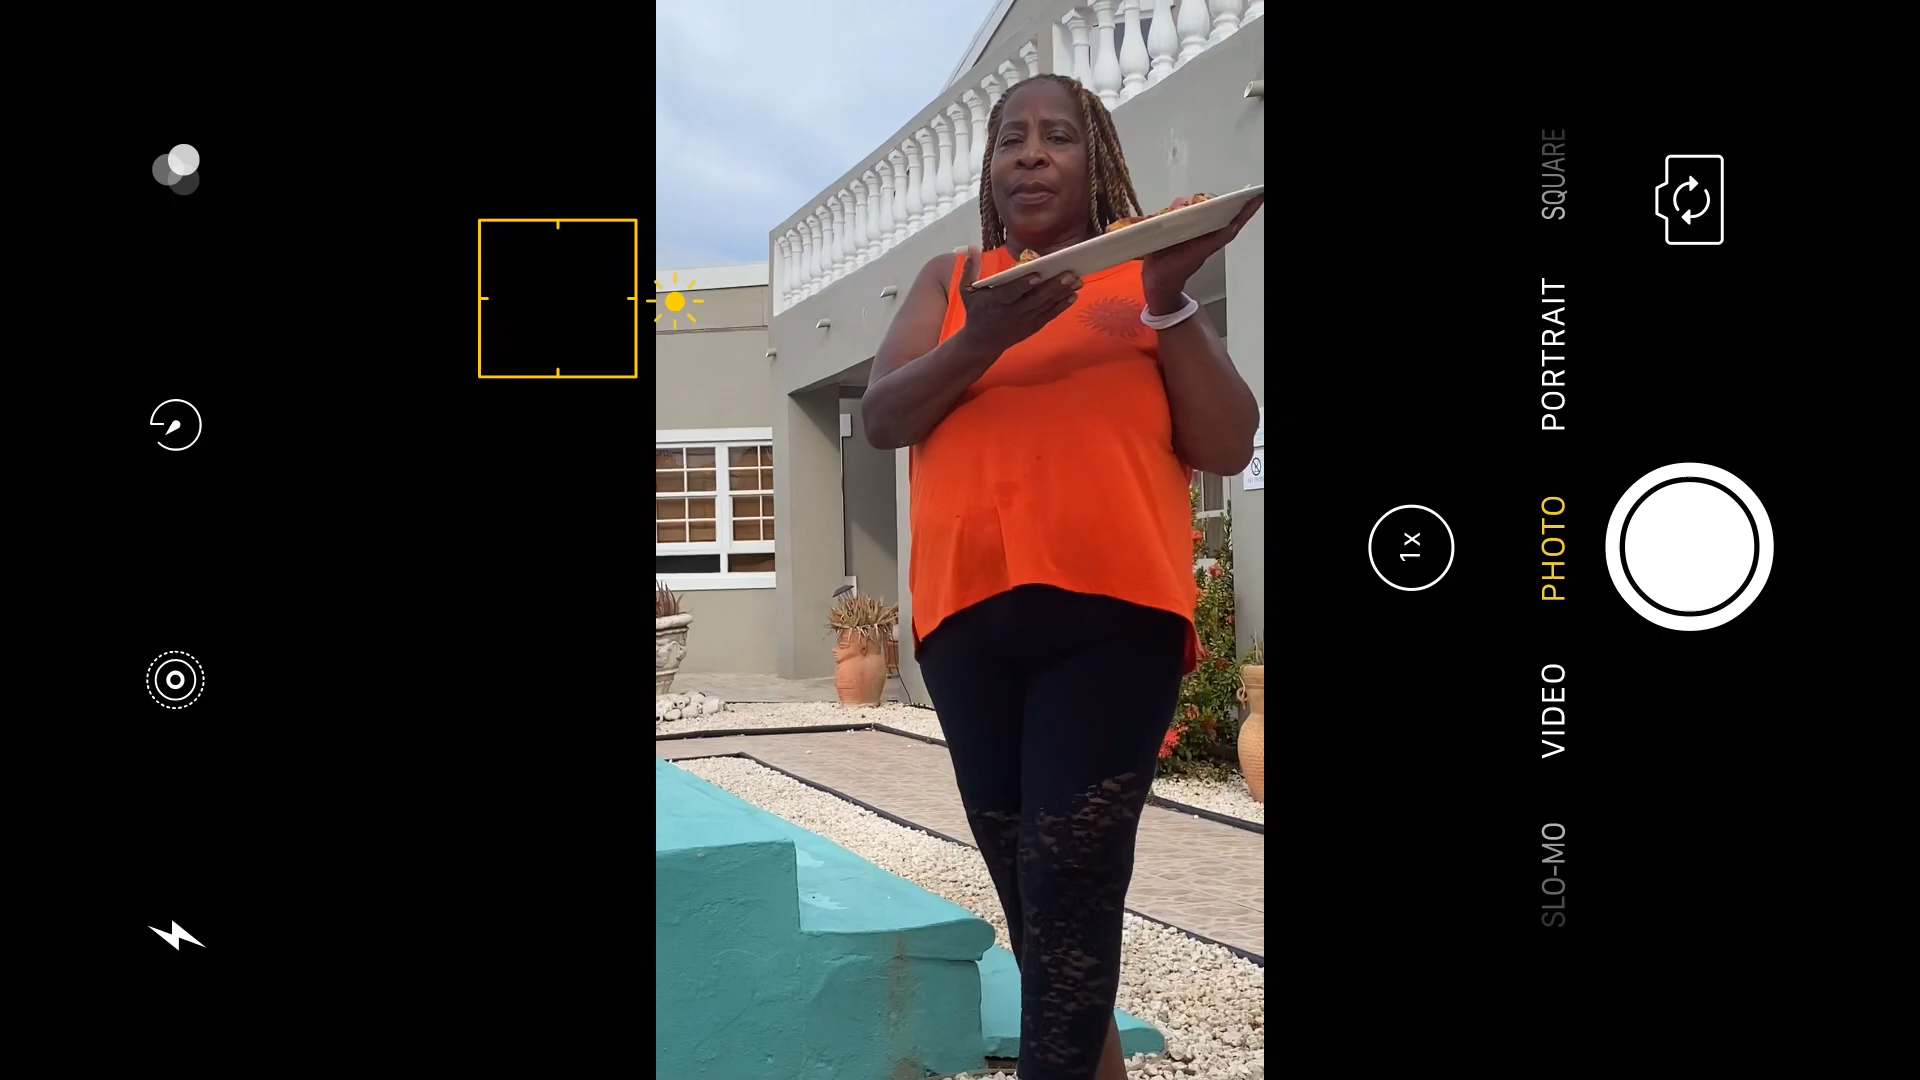 SQUARE
PORTRAIT
PHOTO
VIDEO
SLO-MO
1x